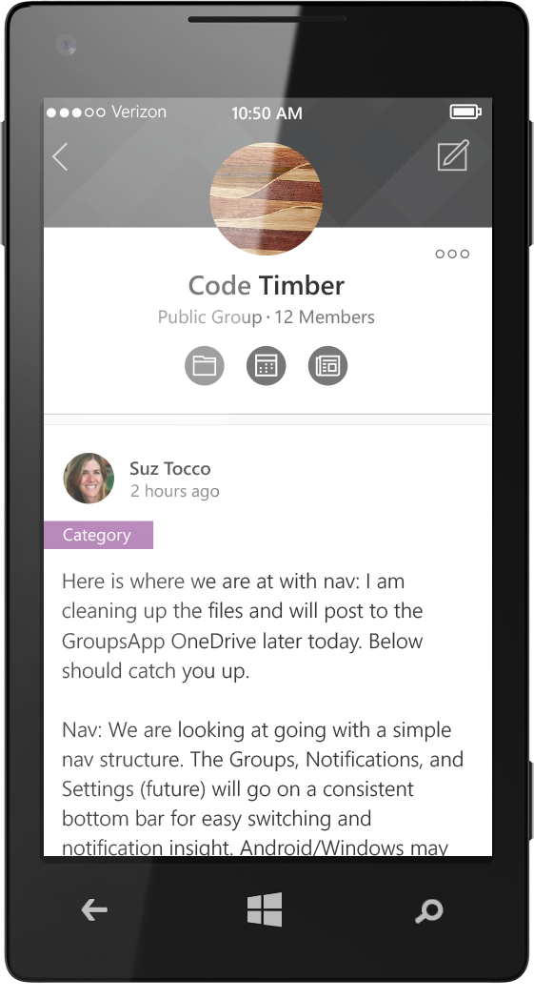 Verizon
10:50 AM
Code Timber
Public Group · 12 Members
Suz Tocco
2 hours ago
Category
Here is where we are at with nav: I am
cleaning up the files and will post to the
GroupsApp OneDrive later today. Below
should catch you up.
Nav: We are looking at going with a simple
nav structure. The Groups, Notifications, and
Settings (future) will go on a consistent
bottom bar for easy switching and
notification insight. Android/Windows may